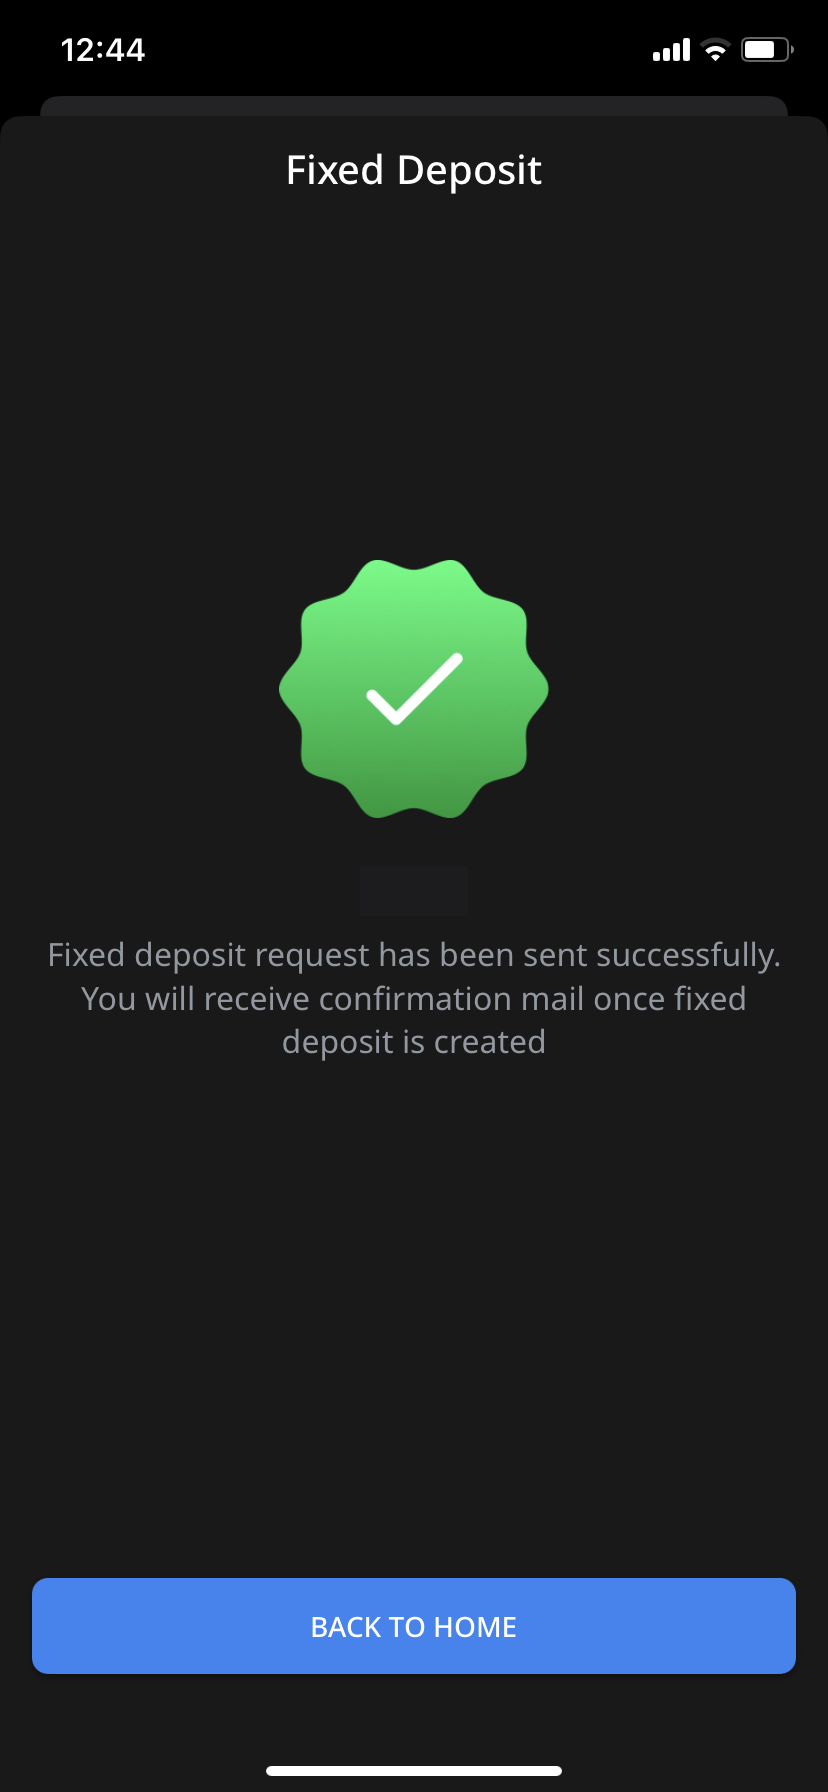 12:44
Fixed Deposit
Fixed deposit request has been sent successfully.
You will receive confirmation mail once fixed
deposit is created
BACK TO HOME